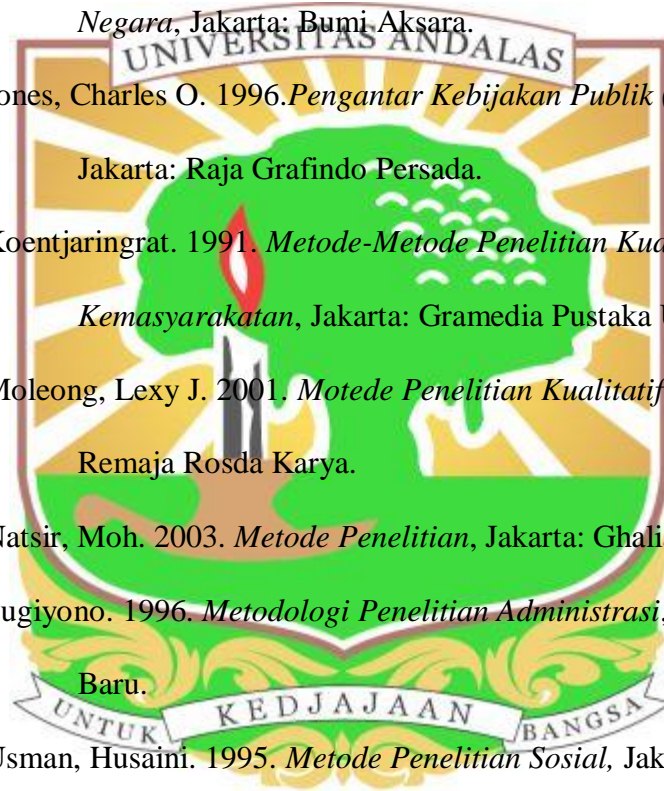 Negara, Jakarta: Bumi Aksara.
UNIVERSITAS ANDALAS
ones, Charles O. 1996.Pengantar Kebijakan Publik (
Jakarta: Raja Grafindo Persada.
Koentjaringrat. 1991. Metode-Metode Penelitian Kua
Kemasyarakatan, Jakarta: Gramedia Pustaka U
Moleong, Lexy J. 2001. Motede Penelitian Kualitatif
Remaja Rosda Karya.
Natsir, Moh. 2003. Metode Penelitian, Jakarta: Ghali
ugiyono. 1996. Metodologi Penelitian Administrasi,
Baru.
UNTUK KEDJAJAAN BANGSA
Usman, Husaini. 1995. Metode Penelitian Sosial, Jak